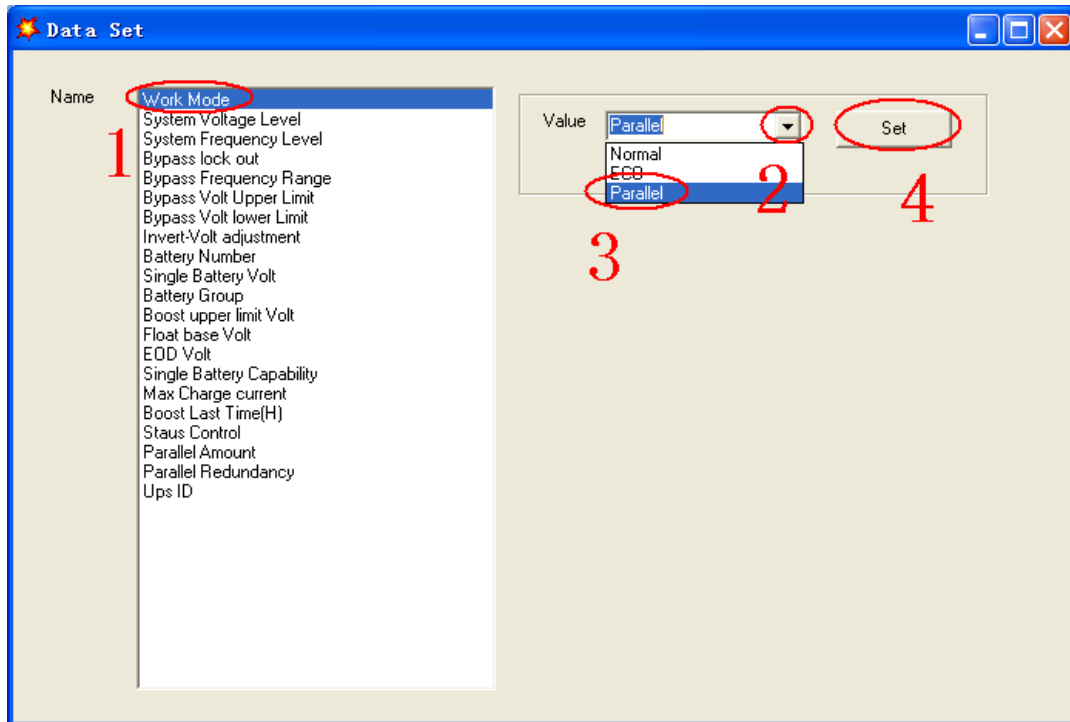 Data Set
Name
Work Mode
System Voltage Level
System Frequency Level
Bypass lock out
Bypass Frequency Range
Bypass Volt Upper Limit
Bypass Volt lower Limit
Invert-Volt adjustment
Battery Number
Single Battery Volt
Battery Group
Boost upper limit Volt
Float base Volt
EOD Volt
Single Battery Capability
Max Charge current
Boost Last Time(H)
Staus Control
Parallel Amount
Parallel Redundancy
Ups ID
1
Value
Parallel
Normal
ECO
Parallel
Set
2
3
4